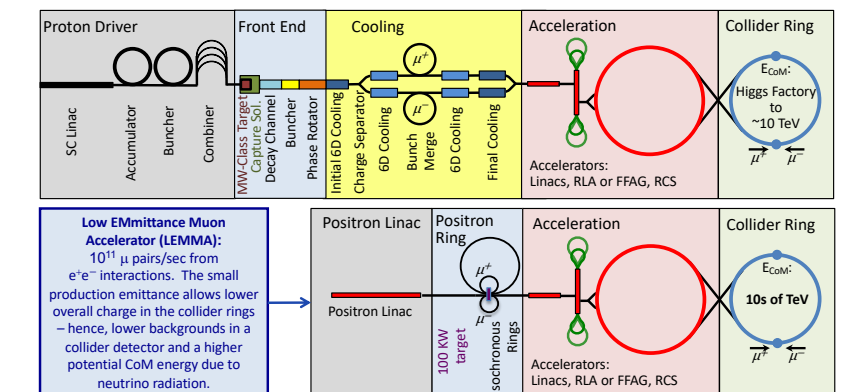 Proton Driver
Front End
Cooling
Acceleration
Collider Ring
SC Linac
Accumulator
Buncher
Combiner
MW-Class Target
Capture Sol.
Decay Channel
Buncher
Phase Rotator
Initial 6D Cooling
Charge Separator
6D Cooling
Bunch
Merge
6D Cooling
Final Cooling
μ+
μ−
Accelerators:
Linacs, RLA or FFAG, RCS
ECoM:
Higgs Factory
to
~10 TeV
μ+
μ−
Low EMmittance Muon
Accelerator (LEMMA):
10¹¹ μ pairs/sec from
e⁺e⁻ interactions. The small
production emittance allows lower
overall charge in the collider rings
– hence, lower backgrounds in a
collider detector and a higher
potential CoM energy due to
neutrino radiation.
Positron Linac
Positron
Ring
Acceleration
Collider Ring
Positron Linac
μ+
μ−
100 KW
target
sochronous
Rings
Accelerators:
Linacs, RLA or FFAG, RCS
ECoM:
10s of TeV
μ+
μ−